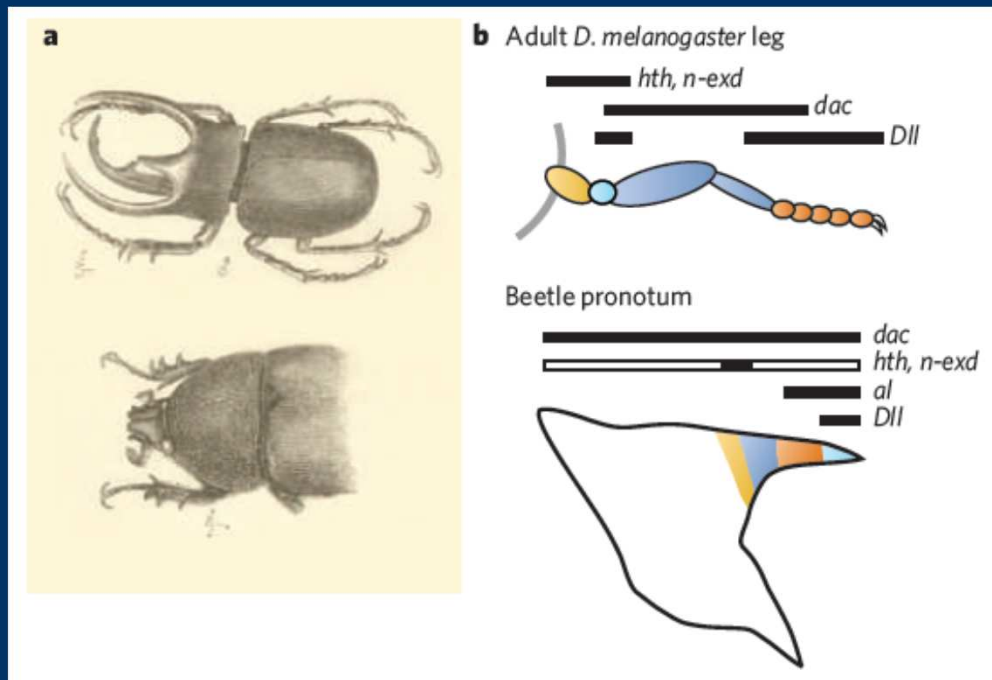 a
b Adult D. melanogaster leg
hth, n-exd
dac
Dll
Beetle pronotum
dac
hth, n-exd
al
Dll